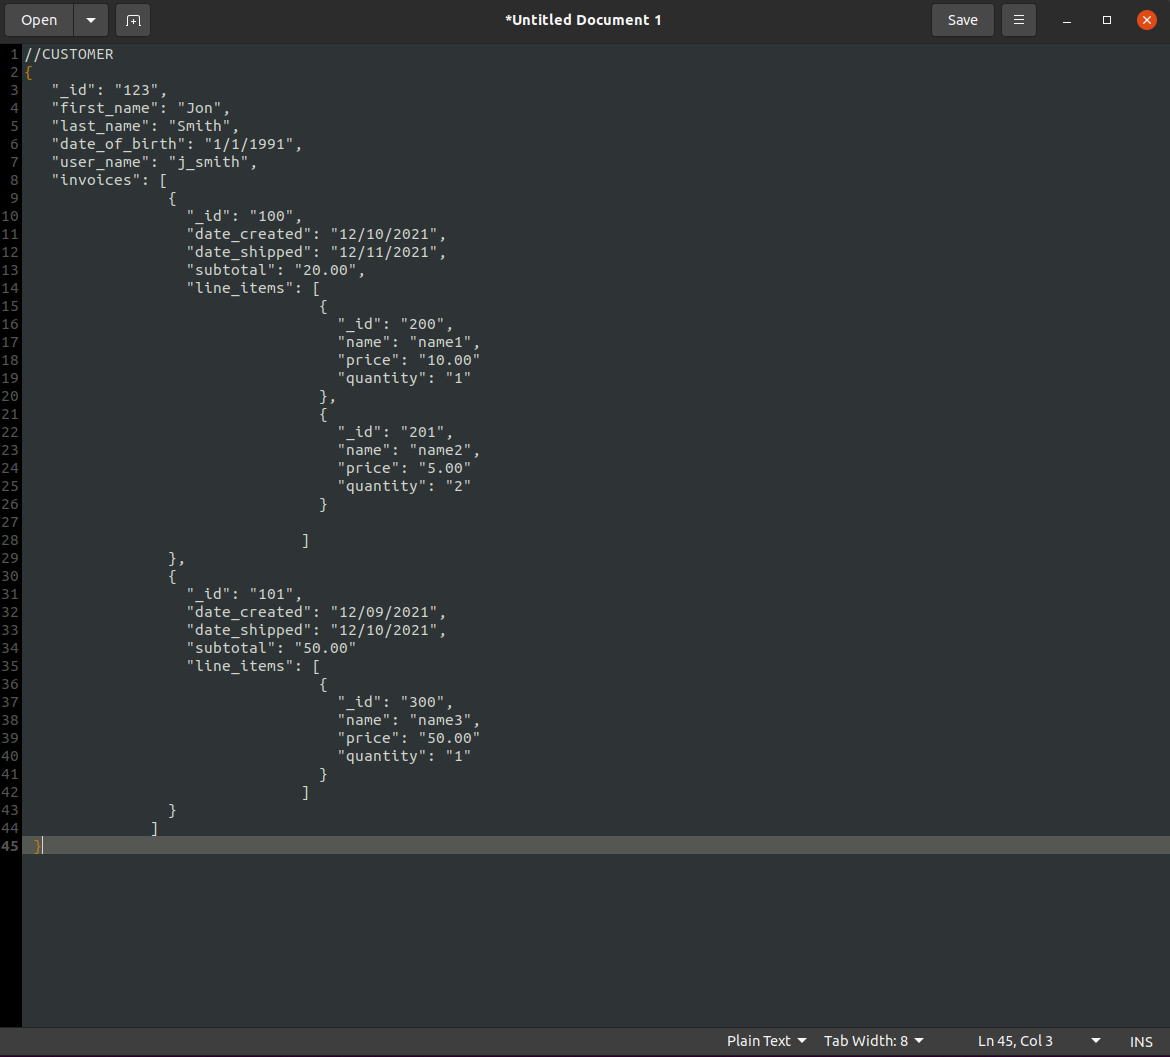 Open
*Untitled Document 1
Save
1 //CUSTOMER
2 {
3 "_id": "123",
4 "first_name": "Jon",
5 "last_name": "Smith",
6 "date_of_birth": "1/1/1991",
7 "user_name": "j_smith",
8 "invoices": [
9 {
10 "_id": "100",
11 "date_created": "12/10/2021",
12 "date_shipped": "12/11/2021",
13 "subtotal": "20.00",
14 "line_items": [
15 {
16 "_id": "200",
17 "name": "name1",
18 "price": "10.00"
19 "quantity": "1"
20 },
21 {
22 "_id": "201",
23 "name": "name2",
24 "price": "5.00"
25 "quantity": "2"
26 }
27
28 ]
29 },
30 {
31 "_id": "101",
32 "date_created": "12/09/2021",
33 "date_shipped": "12/10/2021",
34 "subtotal": "50.00"
35 "line_items": [
36 {
37 "_id": "300",
38 "name": "name3",
39 "price": "50.00"
40 "quantity": "1"
41 }
42 ]
43 }
44 ]
45 }
Plain Text Tab Width: 8 Ln 45, Col 3 INS